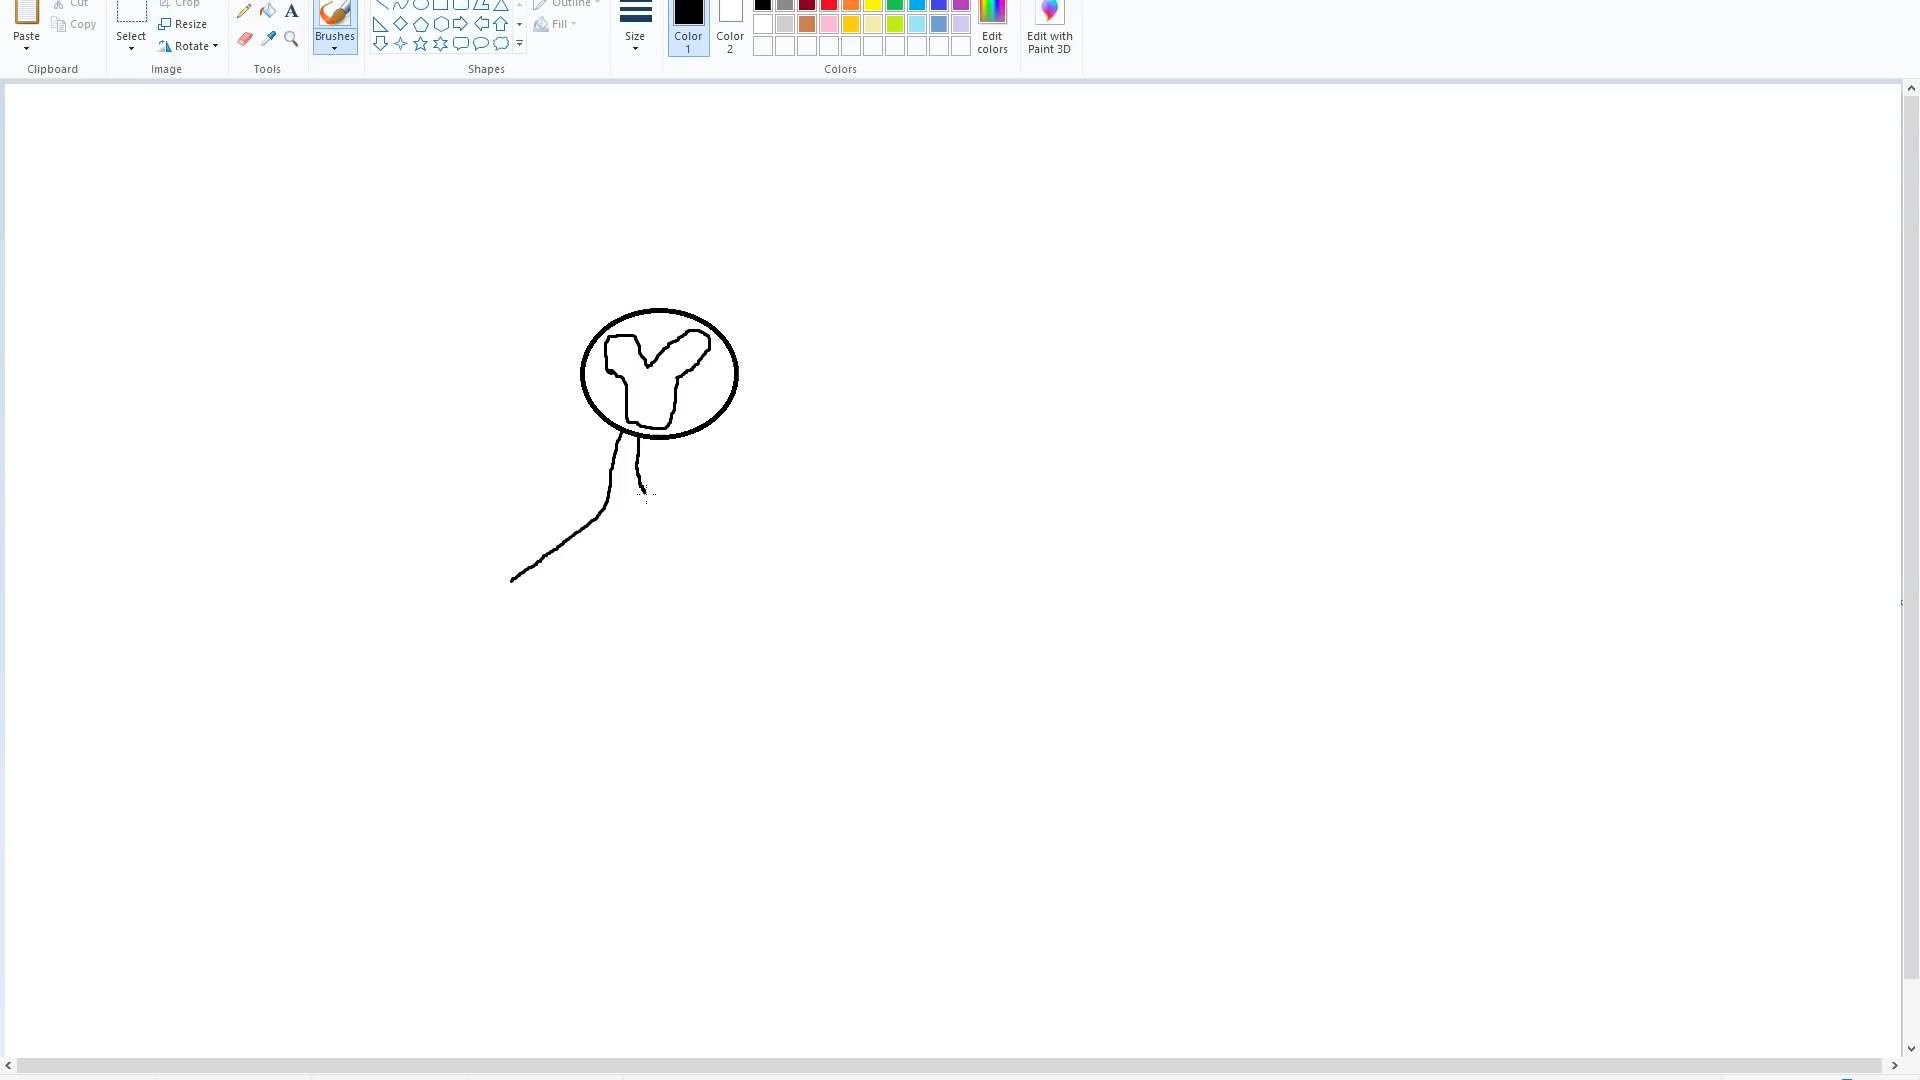 Cut
Crop
Outline
Paste
Copy
Select
Resize
Rotate
A
Brushes
Fill
Size
Color
1
Color
2
Edit
colors
Edit with
Paint 3D
Clipboard
Image
Tools
Shapes
Colors
Y